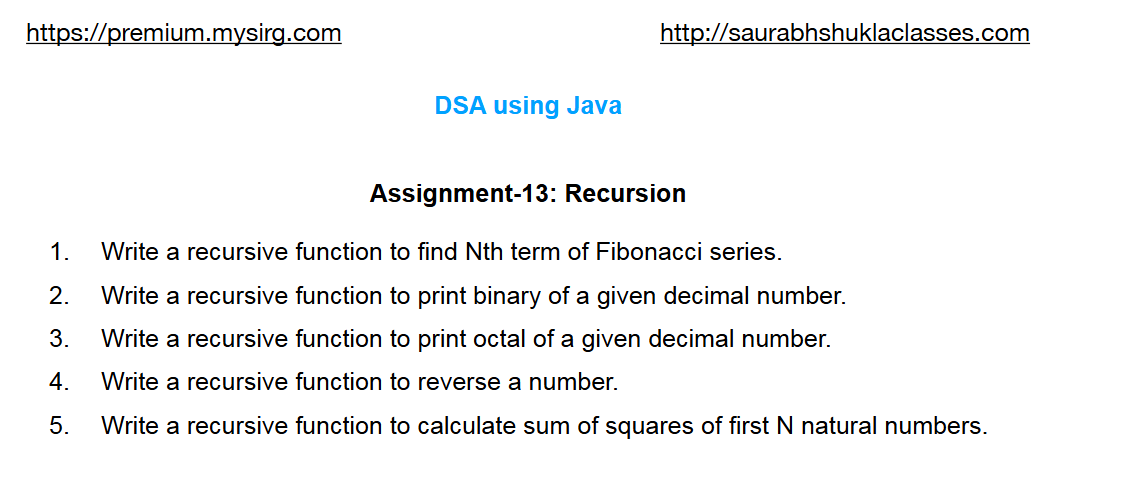 https://premium.mysirg.com http://saurabhshuklaclasses.com
DSA using Java
Assignment-13: Recursion
1. Write a recursive function to find Nth term of Fibonacci series.
2. Write a recursive function to print binary of a given decimal number.
3. Write a recursive function to print octal of a given decimal number.
4. Write a recursive function to reverse a number.
5. Write a recursive function to calculate sum of squares of first N natural numbers.